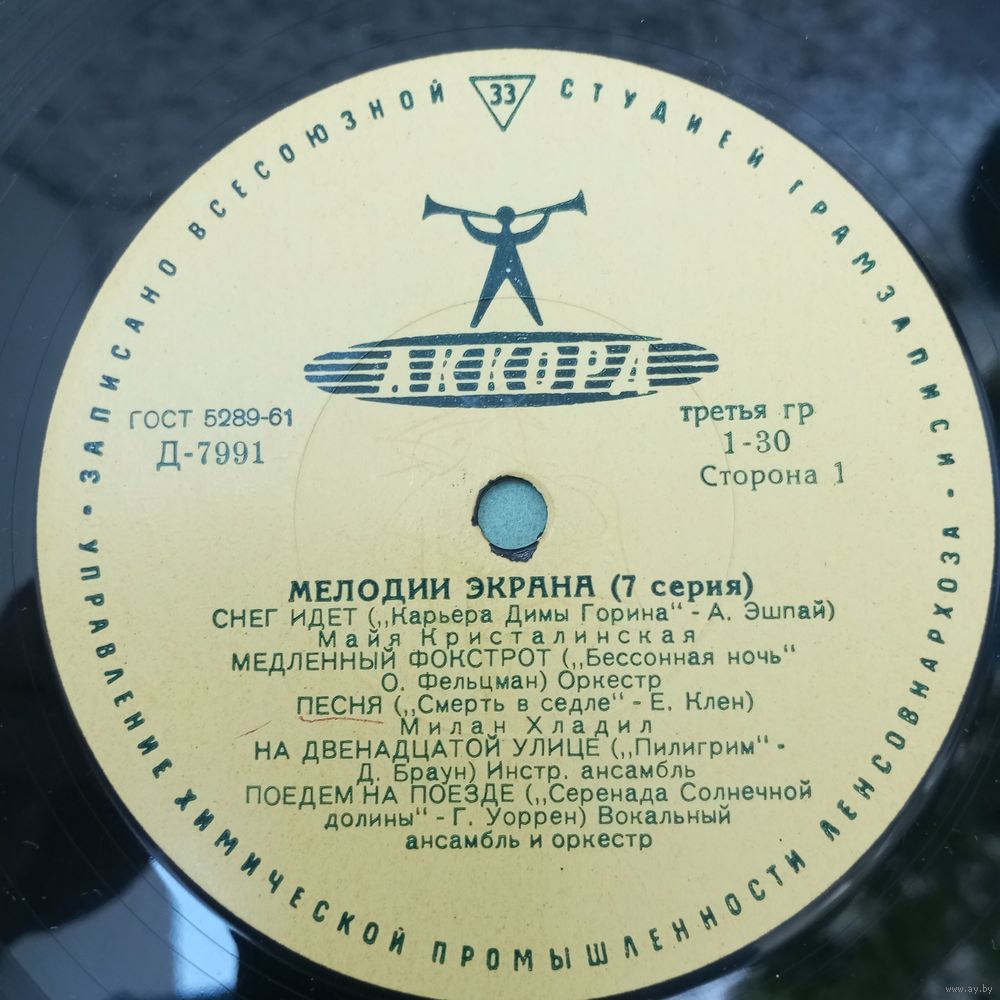 ЗАПИСАНО ВСЕСОЮЗНОЙ СТУДИЕЙ ГРАМЗАПИСИ
33
АККОРД
ГОСТ 5289-61
Д-7991
третья гр
1-30
Сторона 1
МЕЛОДИИ ЭКРАНА (7 серия)
СНЕГ ИДЕТ („Карьера Димы Горина“ - А. Эшпай)
Майя Кристалинская
МЕДЛЕННЫЙ ФОКСТРОТ („Бессонная ночь“
О. Фельцман) Оркестр
ПЕСНЯ („Смерть в седле“ - Е. Клен)
Милан Хладил
НА ДВЕНАДЦАТОЙ УЛИЦЕ („Пилигрим“ -
Д. Браун) Инстр. ансамбль
ПОЕДЕМ НА ПОЕЗДЕ („Серенада Солнечной
долины“ - Г. Уоррен) Вокальный
ансамбль и оркестр
УПРАВЛЕНИЕ ХИМИЧЕСКОЙ ПРОМЫШЛЕННОСТИ ЛЕНСОВНАРХОЗА
www.ay.by